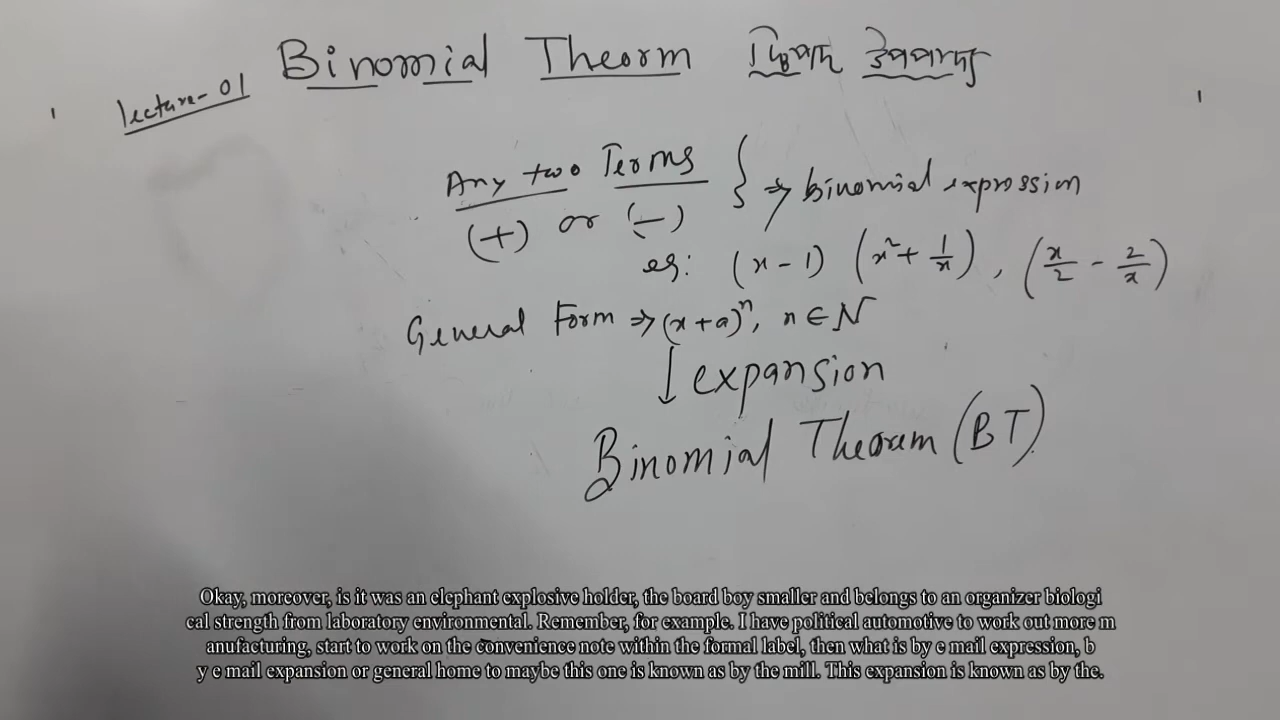 Binomial Theorm द्विपद उपपाद्य
lecture-01
Any two Terms } ⇒ binomial expression
(+) or (-)
eg: (x-1) (x²+1/x), (x/2 - 2/x)
General Form ⇒ (x+a)ⁿ, n ∈ N
↓ expansion
Binomial Theorem (BT)
Okay, moreover, is it was an elephant explosive holder, the board boy smaller and belongs to an organizer biologi
cal strength from laboratory environmental. Remember, for example. I have political automotive to work out more m
anufacturing, start to work on the convenience note within the formal label, then what is by e mail expression, b
y e mail expansion or general home to maybe this one is known as by the mill. This expansion is known as by the.